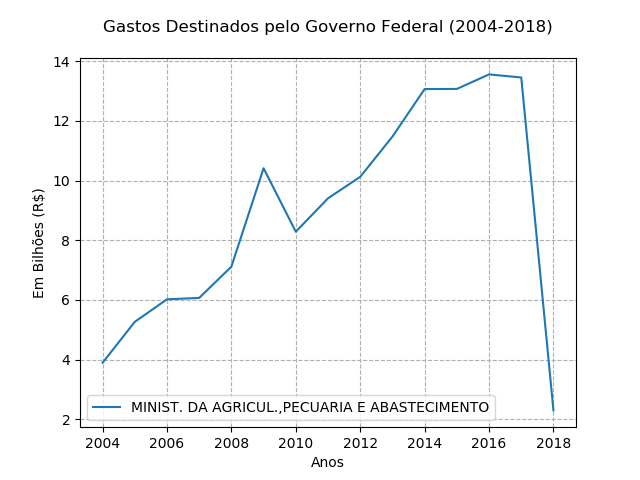 Gastos Destinados pelo Governo Federal (2004-2018)
14
12
10
8
6
4
2
Em Bilhões (R$)
MINIST. DA AGRICUL.,PECUARIA E ABASTECIMENTO
2004 2006 2008 2010 2012 2014 2016 2018
Anos